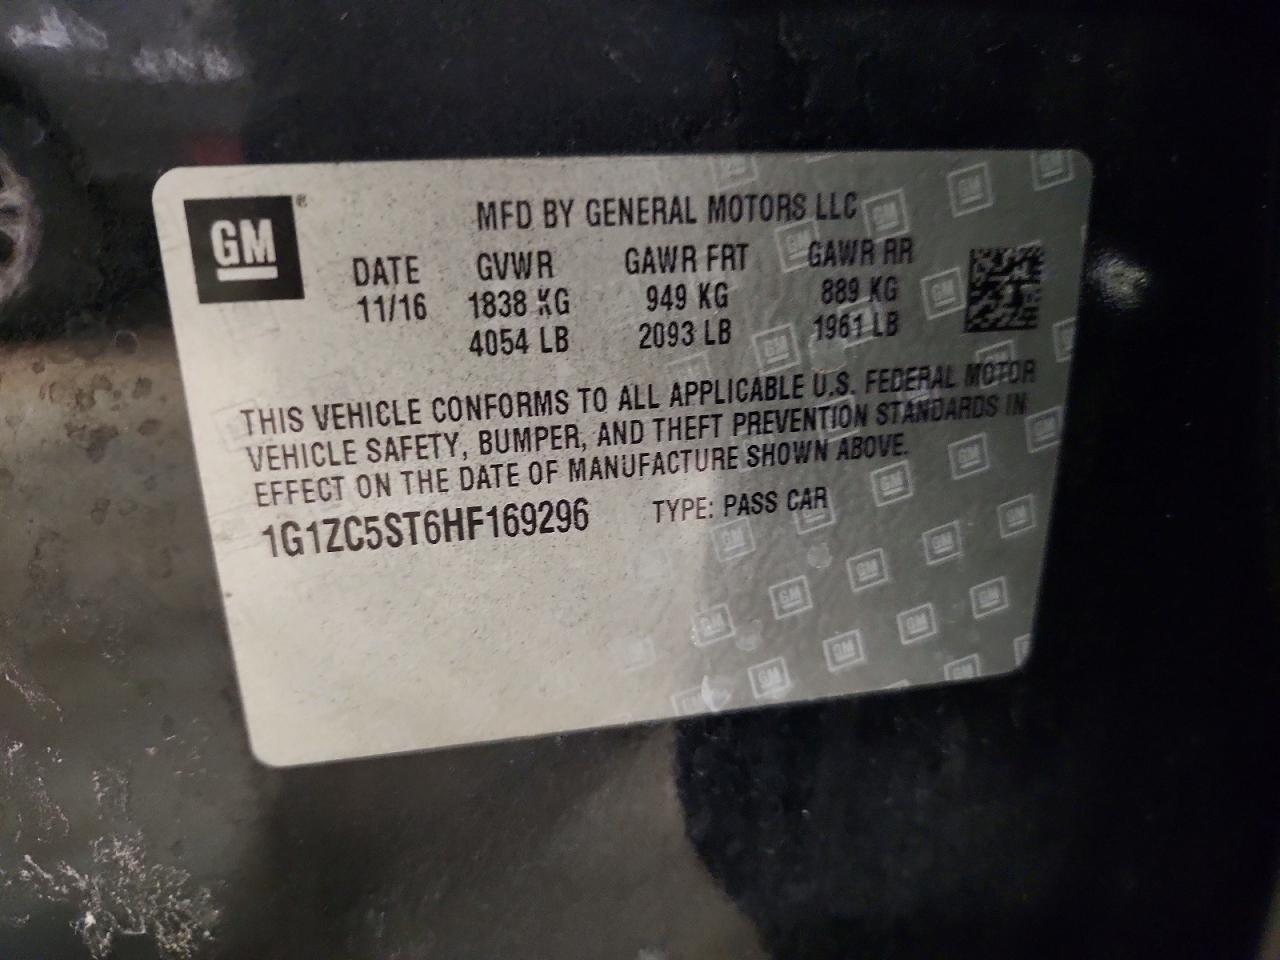 GM®
MFD BY GENERAL MOTORS LLC
DATE GVWR GAWR FRT GAWR RR
11/16 1838 KG 949 KG 889 KG
4054 LB 2093 LB 1961 LB
THIS VEHICLE CONFORMS TO ALL APPLICABLE U.S. FEDERAL MOTOR
VEHICLE SAFETY, BUMPER, AND THEFT PREVENTION STANDARDS IN
EFFECT ON THE DATE OF MANUFACTURE SHOWN ABOVE.
1G1ZC5ST6HF169296 TYPE: PASS CAR